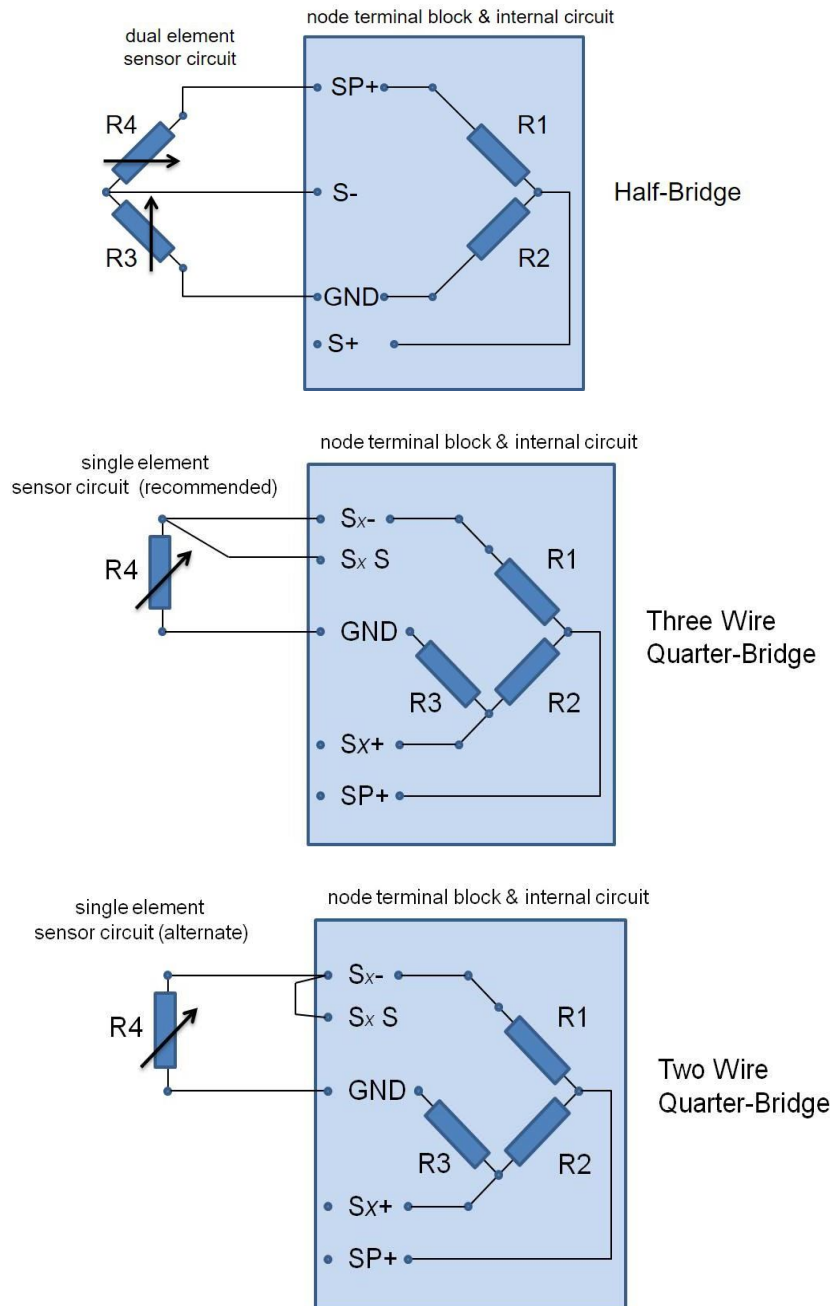 node terminal block & internal circuit
dual element
sensor circuit
SP+
R4
R1
S-
Half-Bridge
R3
R2
GND
S+
node terminal block & internal circuit
single element
sensor circuit (recommended)
Sx-
Sx S
R4
R1
GND
Three Wire
Quarter-Bridge
R3
R2
Sx+
SP+
node terminal block & internal circuit
single element
sensor circuit (alternate)
Sx-
Sx S
R4
R1
GND
Two Wire
Quarter-Bridge
R3
R2
Sx+
SP+